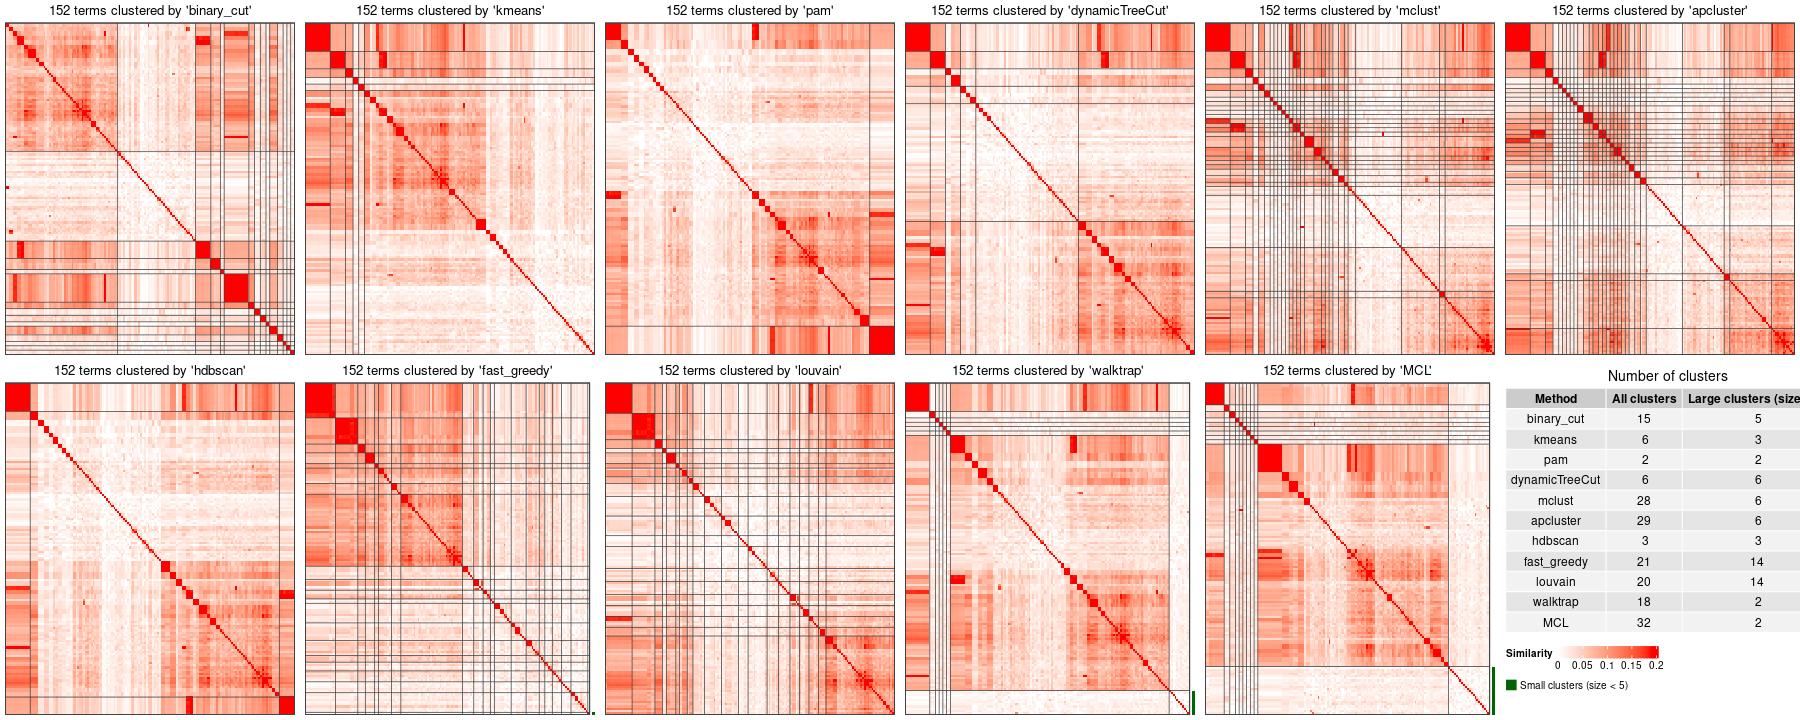 152 terms clustered by 'binary_cut'
152 terms clustered by 'kmeans'
152 terms clustered by 'pam'
152 terms clustered by 'dynamicTreeCut'
152 terms clustered by 'mclust'
152 terms clustered by 'apcluster'
152 terms clustered by 'hdbscan'
152 terms clustered by 'fast_greedy'
152 terms clustered by 'louvain'
152 terms clustered by 'walktrap'
152 terms clustered by 'MCL'
Number of clusters
Method All clusters Large clusters (size
binary_cut 15 5
kmeans 6 3
pam 2 2
dynamicTreeCut 6 6
mclust 28 6
apcluster 29 6
hdbscan 3 3
fast_greedy 21 14
louvain 20 14
walktrap 18 2
MCL 32 2
Similarity
0 0.05 0.1 0.15 0.2
Small clusters (size < 5)